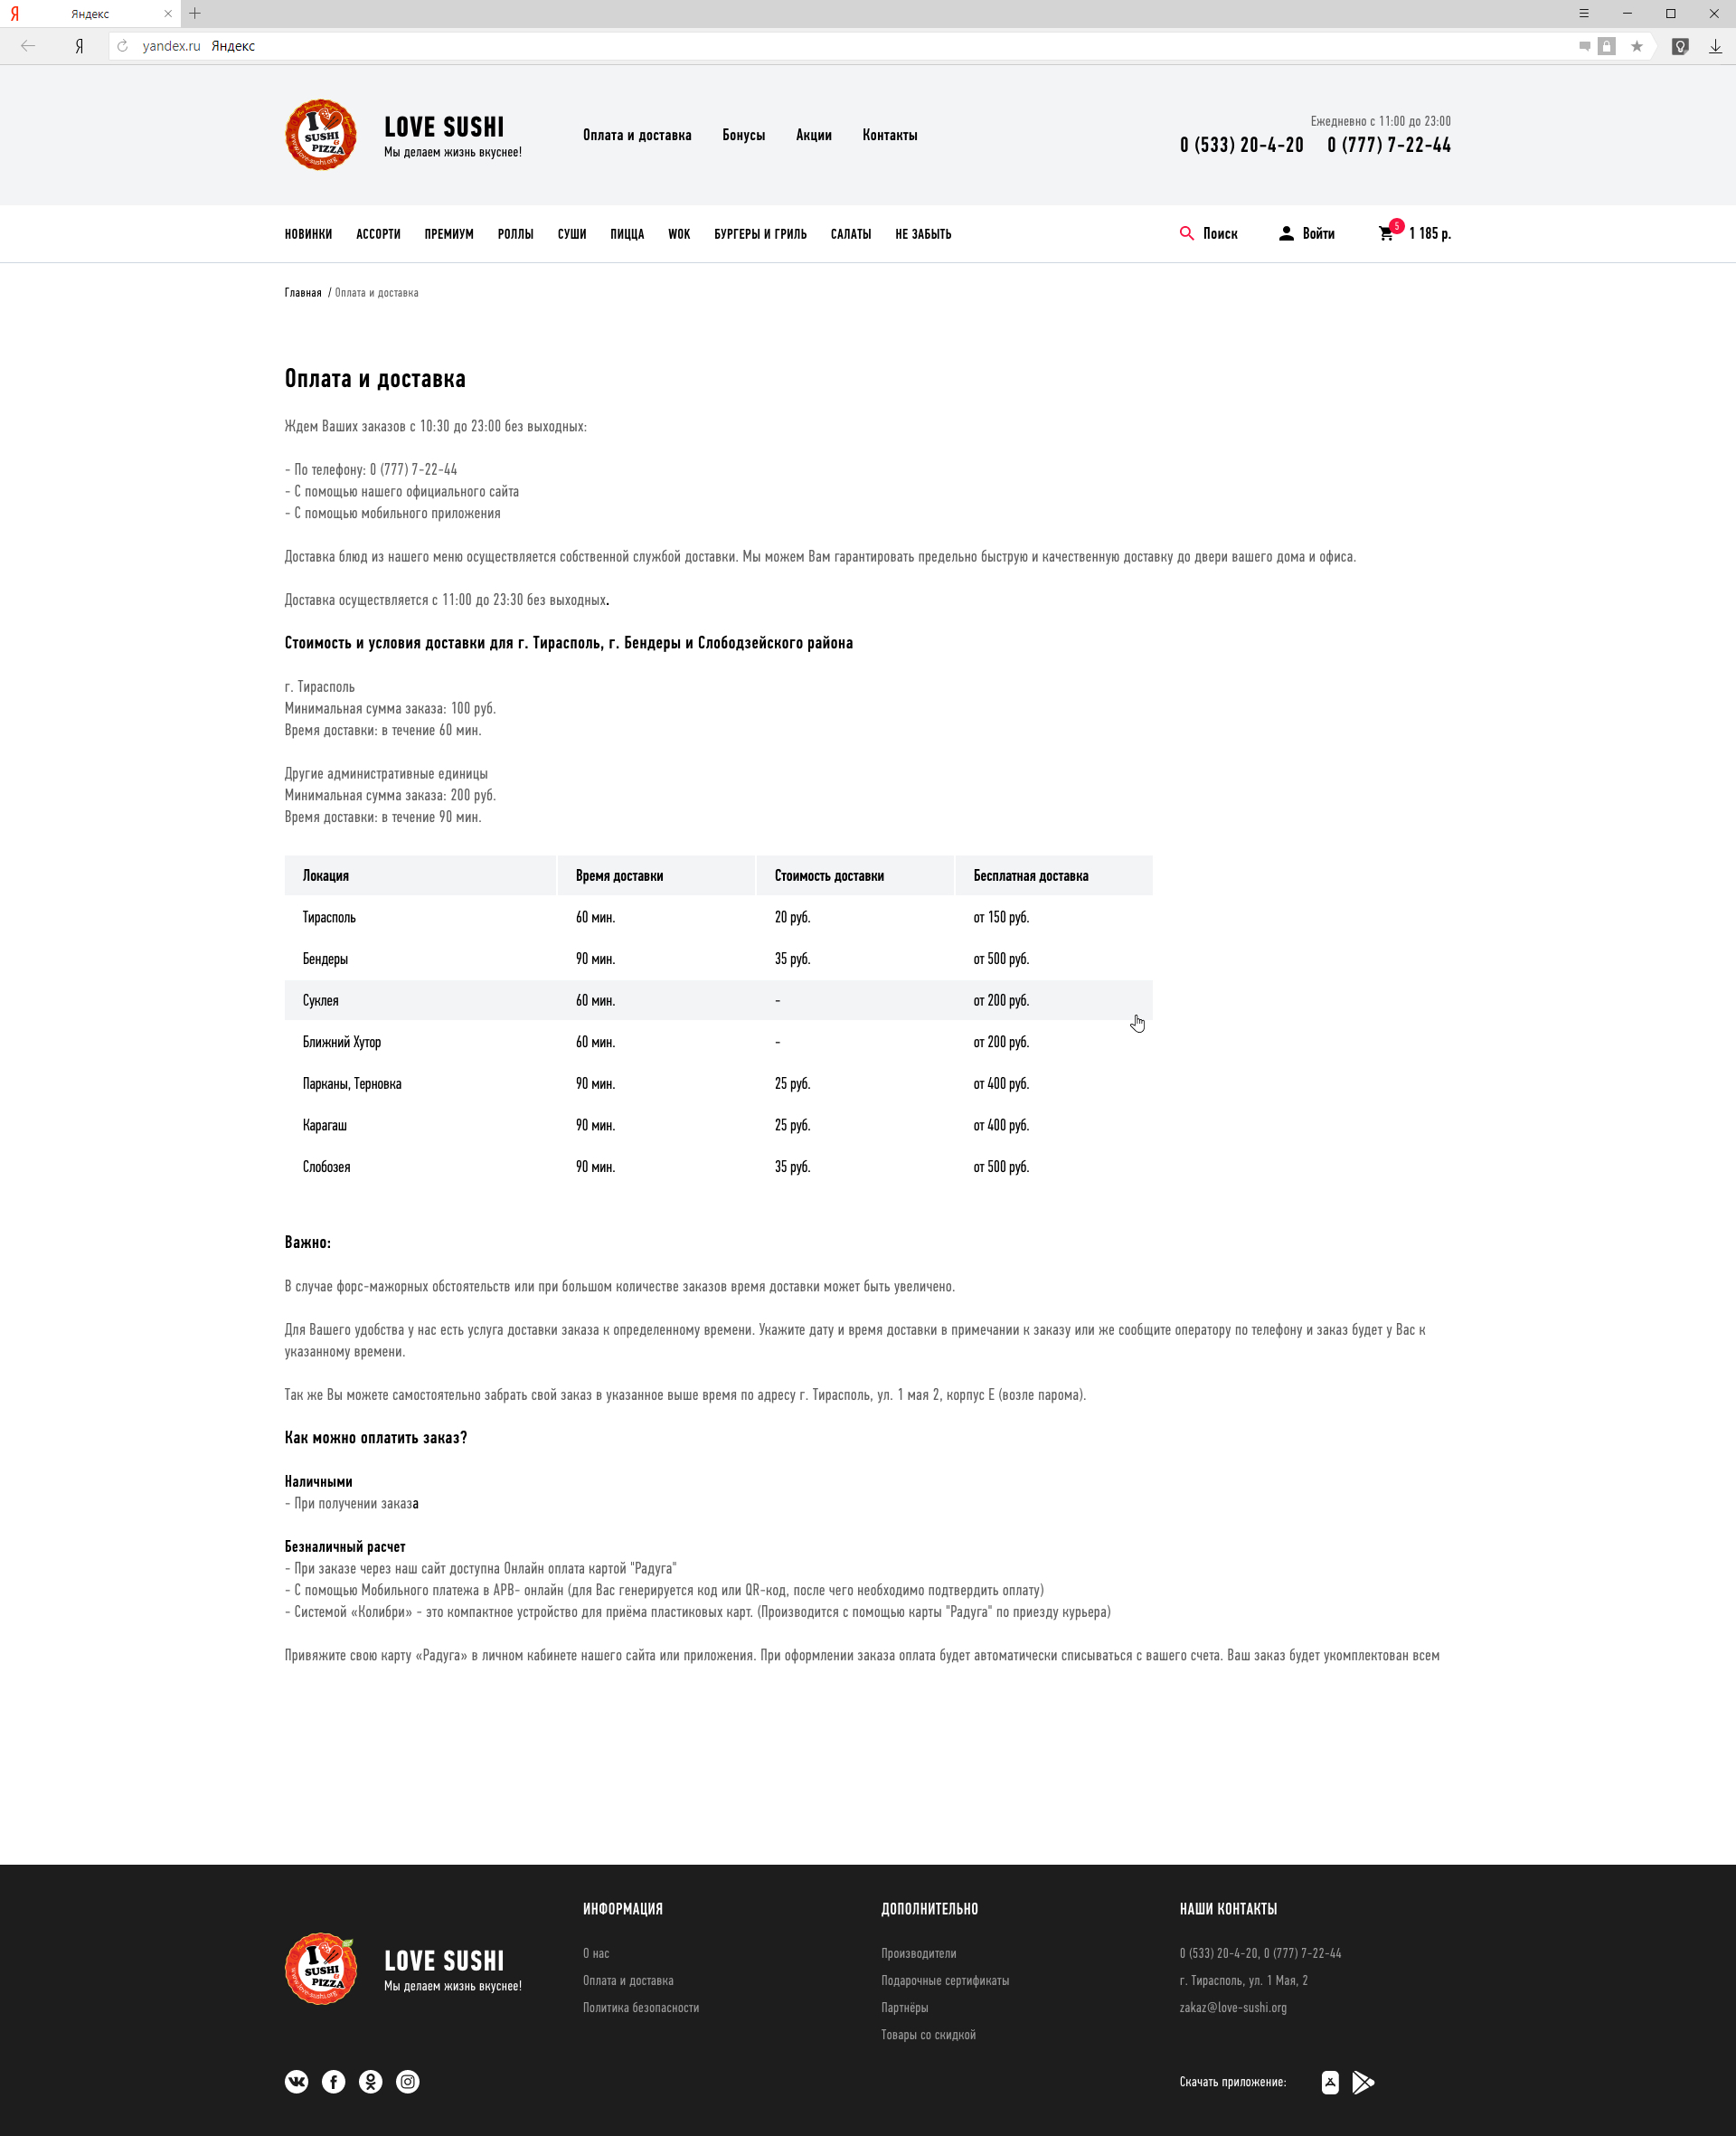 Яндекс
yandex.ru Яндекс
I
SUSHI
&
PIZZA
www.love-sushi.org
LOVE SUSHI
Мы делаем жизнь вкуснее!
Оплата и доставка Бонусы Акции Контакты
Ежедневно с 11:00 до 23:00
0 (533) 20-4-20 0 (777) 7-22-44
НОВИНКИ АССОРТИ ПРЕМИУМ РОЛЛЫ СУШИ ПИЦЦА WOK БУРГЕРЫ И ГРИЛЬ САЛАТЫ НЕ ЗАБЫТЬ
Поиск Войти 5 1 185 р.
Главная / Оплата и доставка
Оплата и доставка
Ждем Ваших заказов с 10:30 до 23:00 без выходных:
- По телефону: 0 (777) 7-22-44
- С помощью нашего официального сайта
- С помощью мобильного приложения
Доставка блюд из нашего меню осуществляется собственной службой доставки. Мы можем Вам гарантировать предельно быструю и качественную доставку до двери вашего дома и офиса.
Доставка осуществляется с 11:00 до 23:30 без выходных.
Стоимость и условия доставки для г. Тирасполь, г. Бендеры и Слободзейского района
г. Тирасполь
Минимальная сумма заказа: 100 руб.
Время доставки: в течение 60 мин.
Другие административные единицы
Минимальная сумма заказа: 200 руб.
Время доставки: в течение 90 мин.
Локация Время доставки Стоимость доставки Бесплатная доставка
Тирасполь 60 мин. 20 руб. от 150 руб.
Бендеры 90 мин. 35 руб. от 500 руб.
Суклея 60 мин. - от 200 руб.
Ближний Хутор 60 мин. - от 200 руб.
Парканы, Терновка 90 мин. 25 руб. от 400 руб.
Карагаш 90 мин. 25 руб. от 400 руб.
Слобозея 90 мин. 35 руб. от 500 руб.
Важно:
В случае форс-мажорных обстоятельств или при большом количестве заказов время доставки может быть увеличено.
Для Вашего удобства у нас есть услуга доставки заказа к определенному времени. Укажите дату и время доставки в примечании к заказу или же сообщите оператору по телефону и заказ будет у Вас к
указанному времени.
Так же Вы можете самостоятельно забрать свой заказ в указанное выше время по адресу г. Тирасполь, ул. 1 мая 2, корпус Е (возле парома).
Как можно оплатить заказ?
Наличными
- При получении заказа
Безналичный расчет
- При заказе через наш сайт доступна Онлайн оплата картой "Радуга"
- С помощью Мобильного платежа в АРВ- онлайн (для Вас генерируется код или QR-код, после чего необходимо подтвердить оплату)
- Системой «Колибри» - это компактное устройство для приёма пластиковых карт. (Производится с помощью карты "Радуга" по приезду курьера)
Привяжите свою карту «Радуга» в личном кабинете нашего сайта или приложения. При оформлении заказа оплата будет автоматически списываться с вашего счета. Ваш заказ будет укомплектован всем
I
SUSHI
&
PIZZA
www.love-sushi.org
LOVE SUSHI
Мы делаем жизнь вкуснее!
ИНФОРМАЦИЯ
О нас
Оплата и доставка
Политика безопасности
ДОПОЛНИТЕЛЬНО
Производители
Подарочные сертификаты
Партнёры
Товары со скидкой
НАШИ КОНТАКТЫ
0 (533) 20-4-20, 0 (777) 7-22-44
г. Тирасполь, ул. 1 Мая, 2
zakaz@love-sushi.org
Скачать приложение: